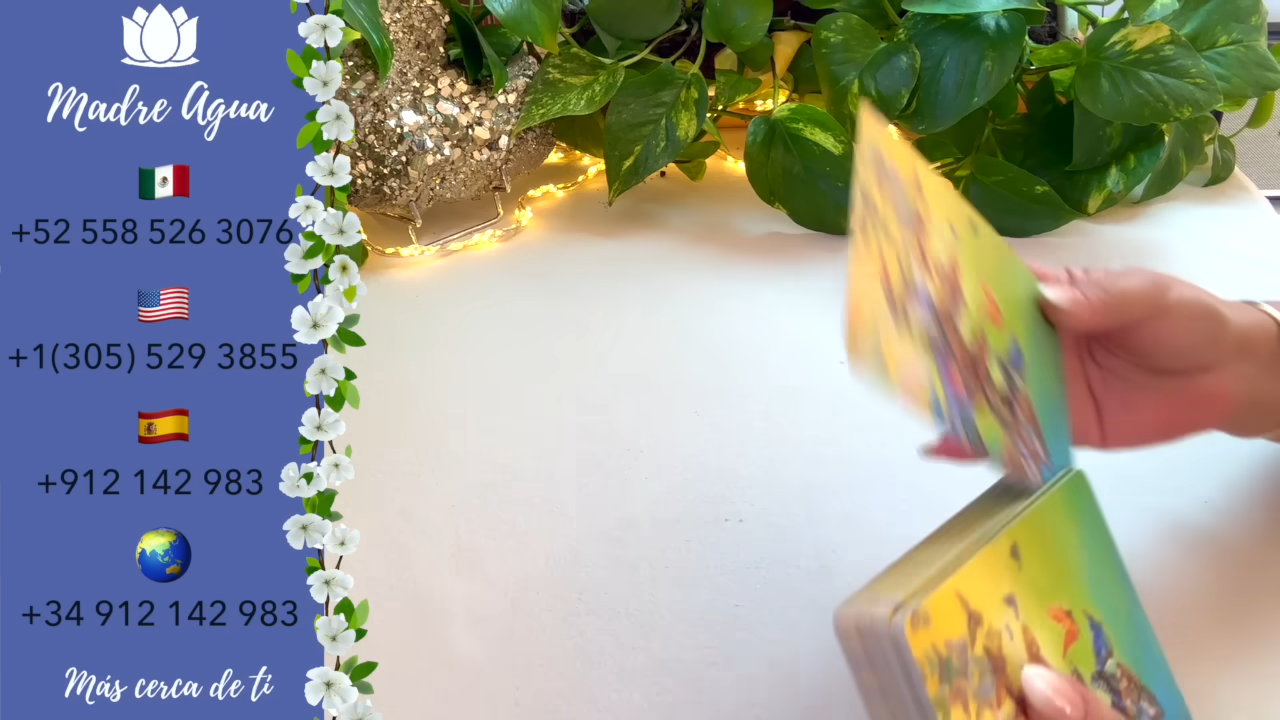 Madre Agua
+52 558 526 3076
+1(305) 529 3855
+912 142 983
+34 912 142 983
Más cerca de ti